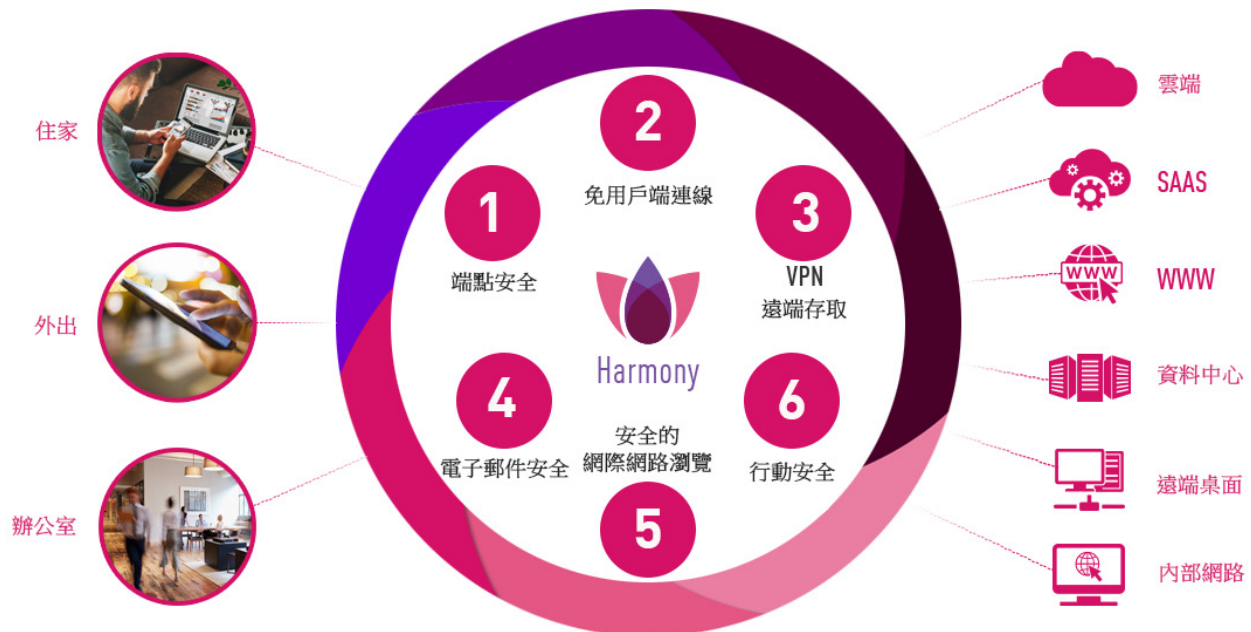 住家
外出
辦公室
1
端點安全
2
免用戶端連線
3
VPN
遠端存取
Harmony
4
電子郵件安全
安全的
網際網路瀏覽
5
6
行動安全
雲端
SAAS
WWW
WWW
資料中心
遠端桌面
內部網路